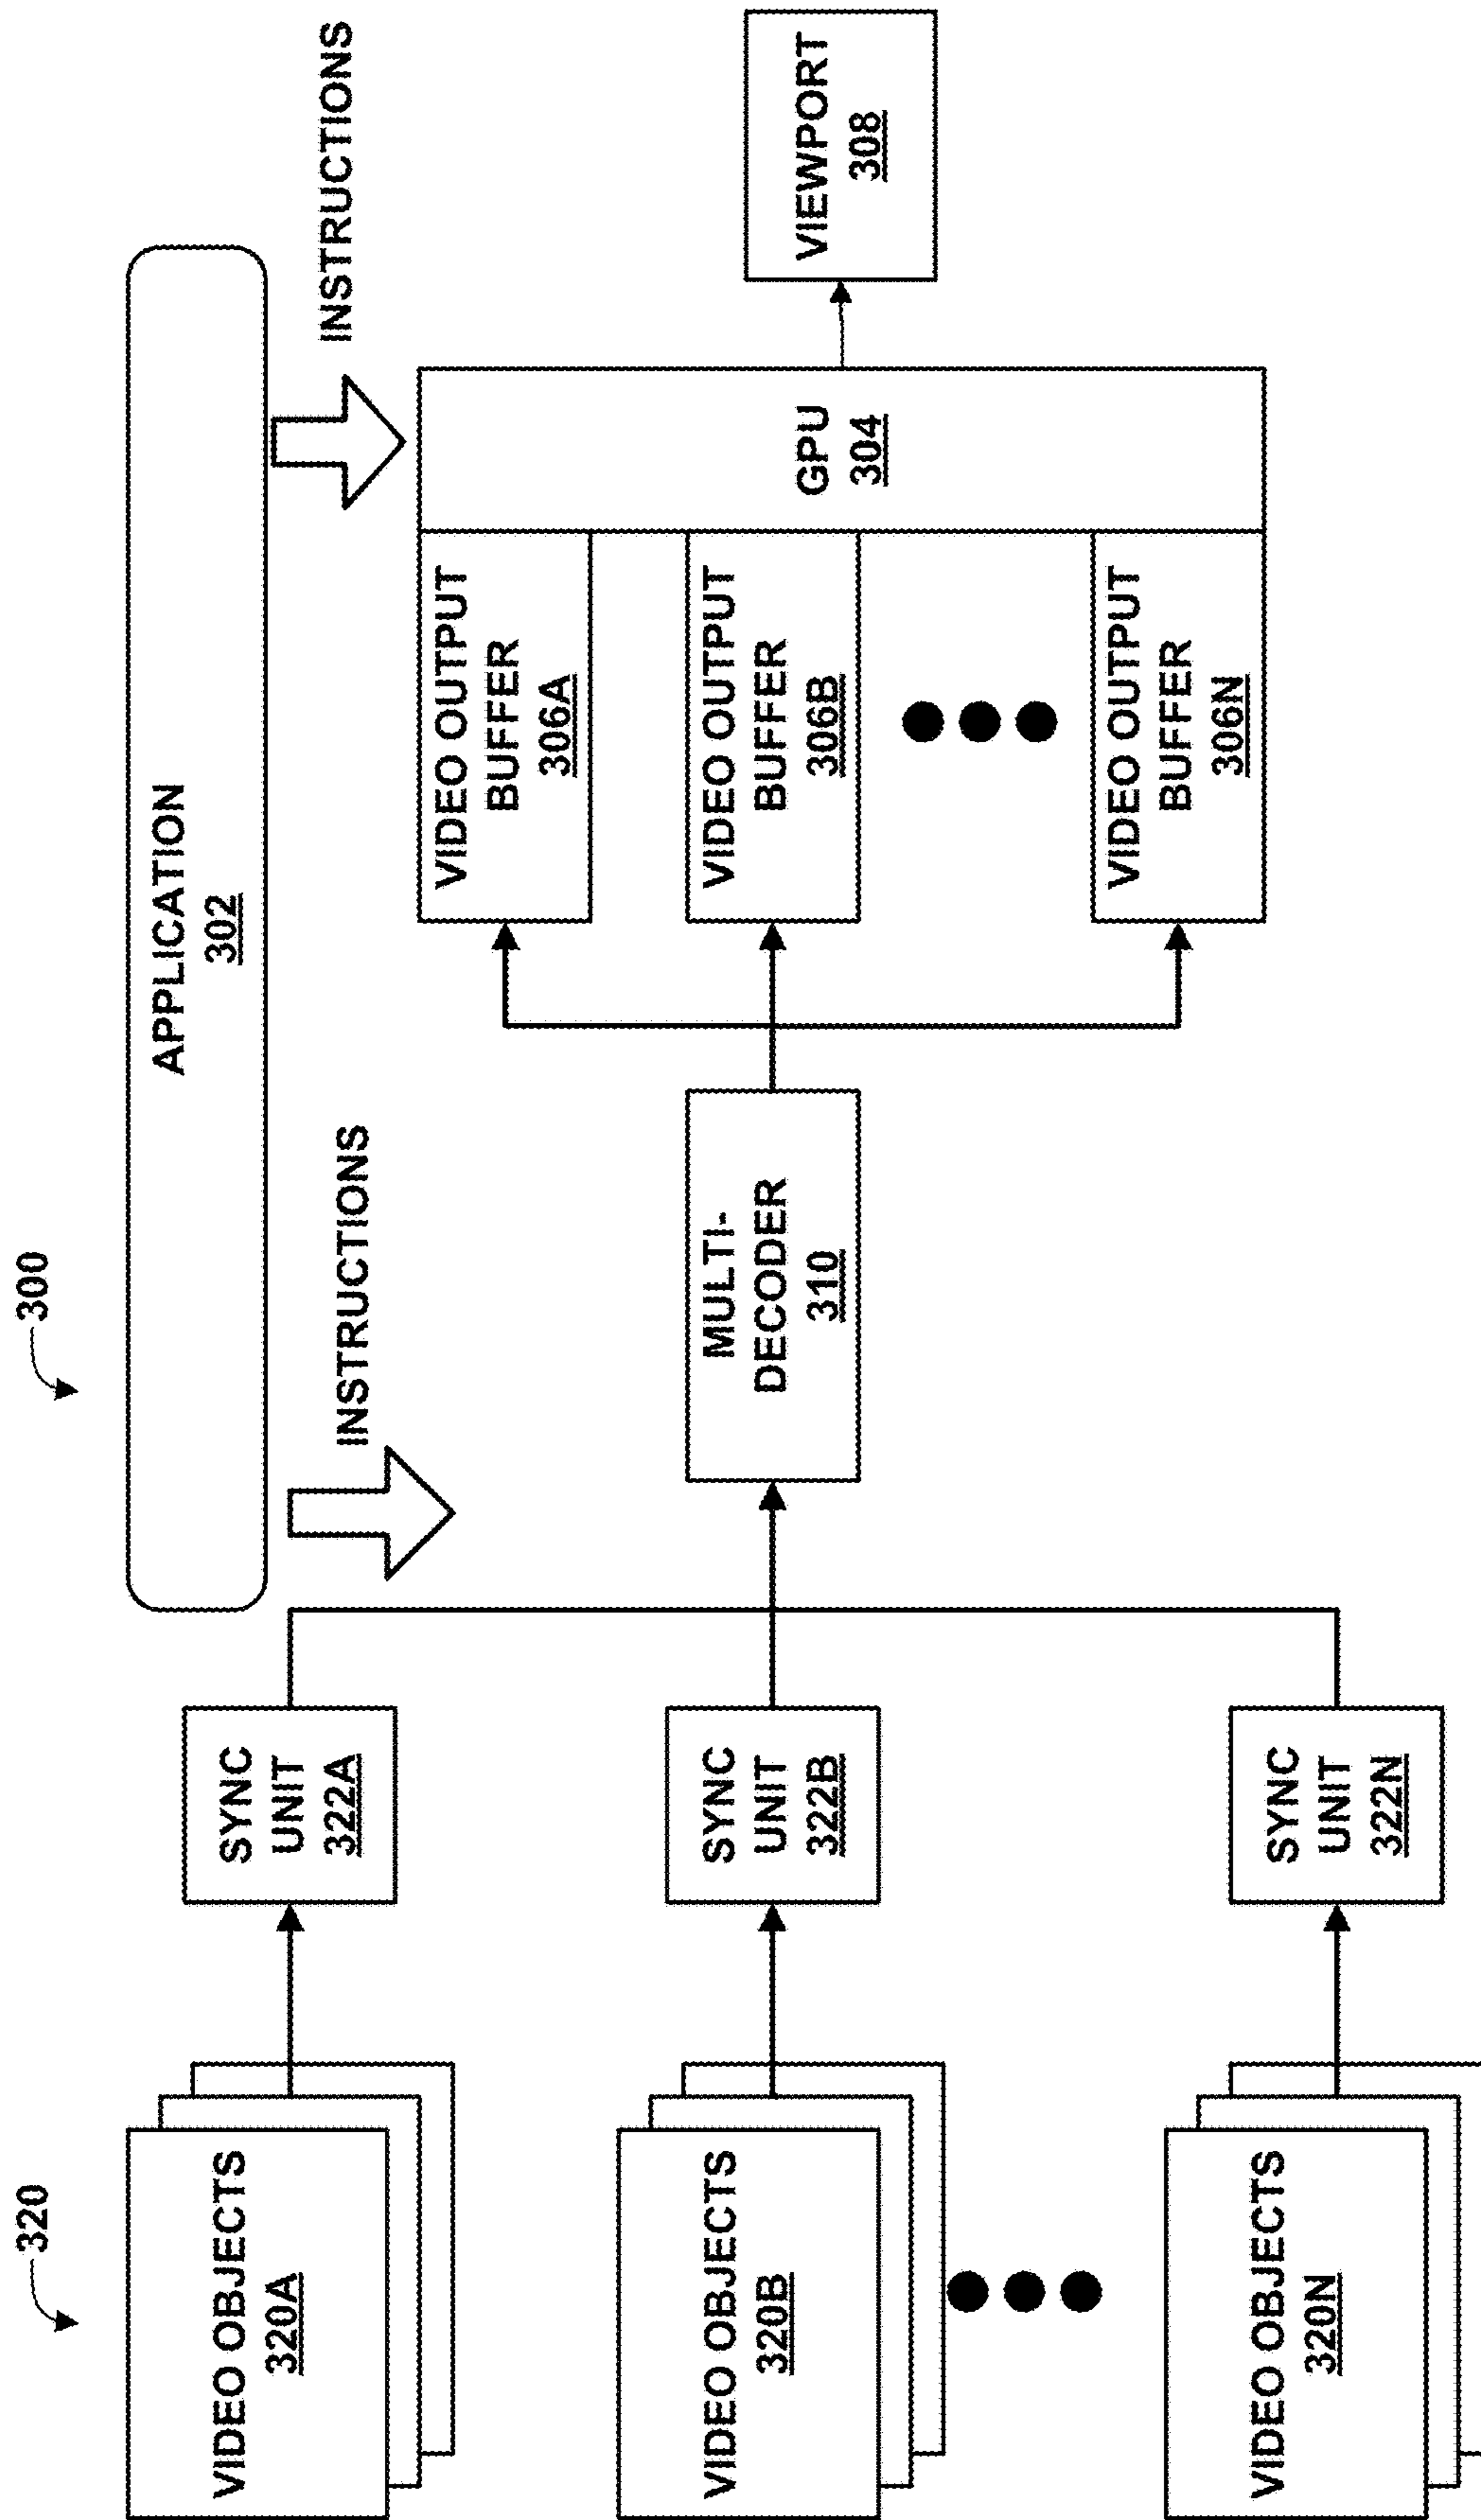 320
300
APPLICATION
302
INSTRUCTIONS
INSTRUCTIONS
VIDEO OBJECTS
320A
SYNC
UNIT
322A
VIDEO OBJECTS
320B
SYNC
UNIT
322B
VIDEO OBJECTS
320N
SYNC
UNIT
322N
MULTI-
DECODER
310
VIDEO OUTPUT
BUFFER
306A
VIDEO OUTPUT
BUFFER
306B
VIDEO OUTPUT
BUFFER
306N
GPU
304
VIEWPORT
308